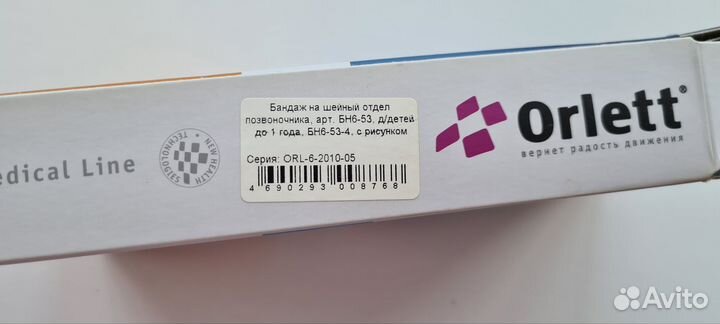 Бандаж на шейный отдел
позвоночника, арт. БН6-53, д/детей
до 1 года, БН6-53-4, с рисунком
Серия: ORL-6-2010-05
4 690293 008768
edical Line
NEW HEALTH TECHNOLOGIES
Orlett®
вернет радость движения
Avito